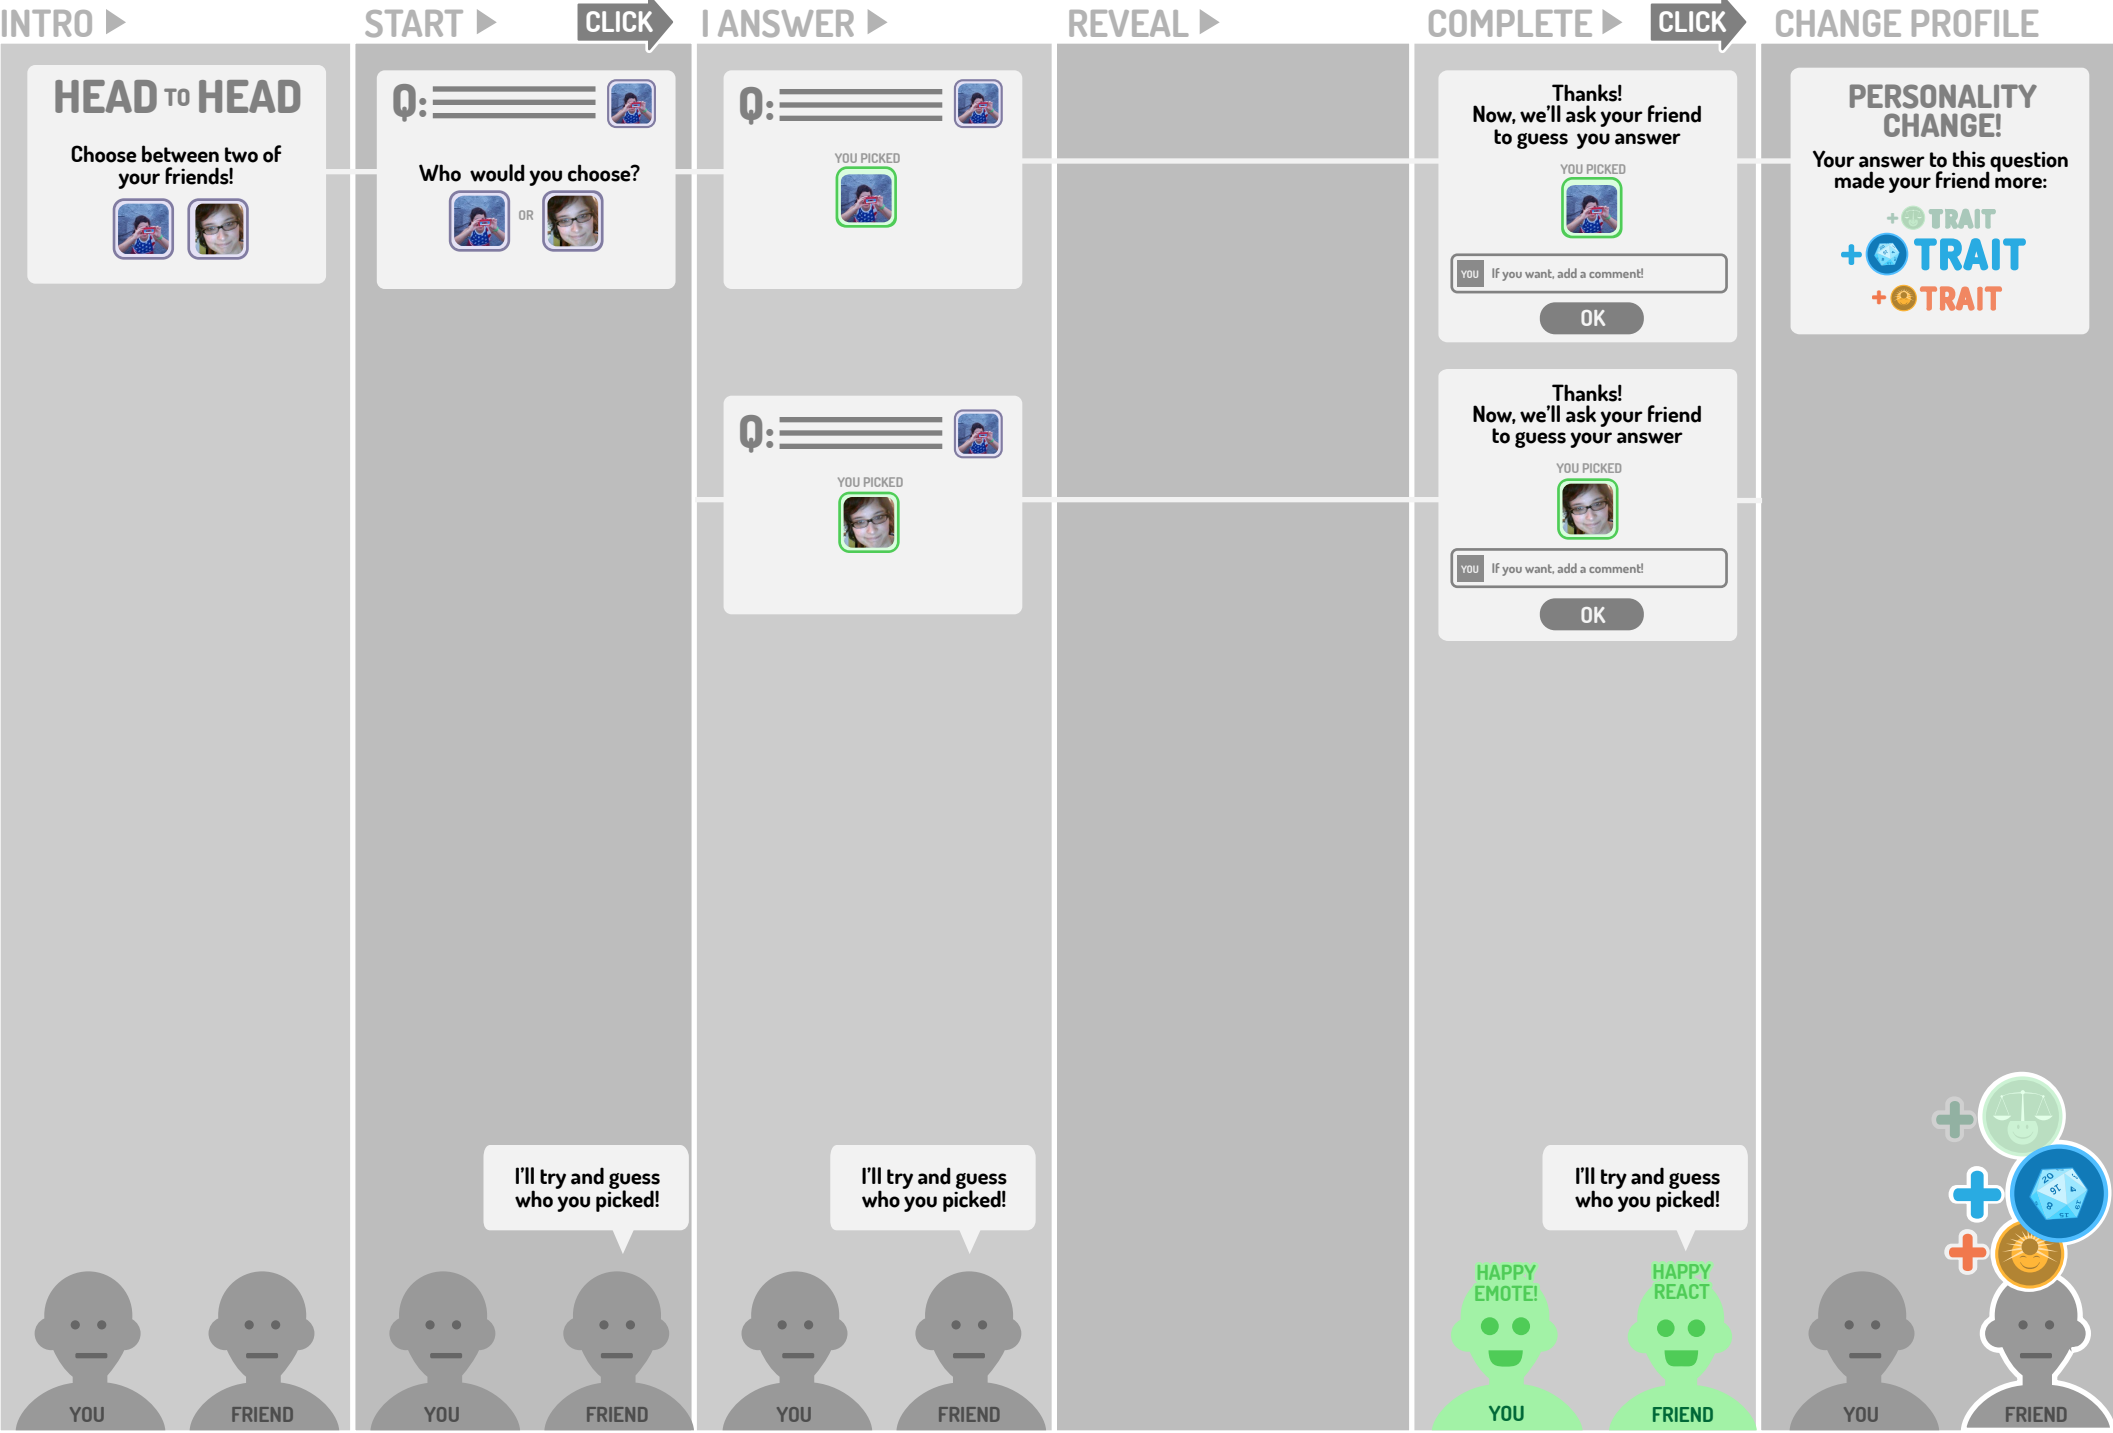 INTRO
START
CLICK
I ANSWER
REVEAL
COMPLETE
CLICK
CHANGE PROFILE
HEAD TO HEAD
Choose between two of
your friends!
Q:
Who would you choose?
OR
Q:
YOU PICKED
Q:
YOU PICKED
Thanks!
Now, we'll ask your friend
to guess you answer
YOU PICKED
YOU If you want, add a comment!
OK
Thanks!
Now, we'll ask your friend
to guess your answer
YOU PICKED
YOU If you want, add a comment!
OK
PERSONALITY
CHANGE!
Your answer to this question
made your friend more:
+ TRAIT
+ TRAIT
+ TRAIT
I'll try and guess
who you picked!
I'll try and guess
who you picked!
I'll try and guess
who you picked!
HAPPY
EMOTE!
HAPPY
REACT
YOU
FRIEND
YOU
FRIEND
YOU
FRIEND
YOU
FRIEND
YOU
FRIEND